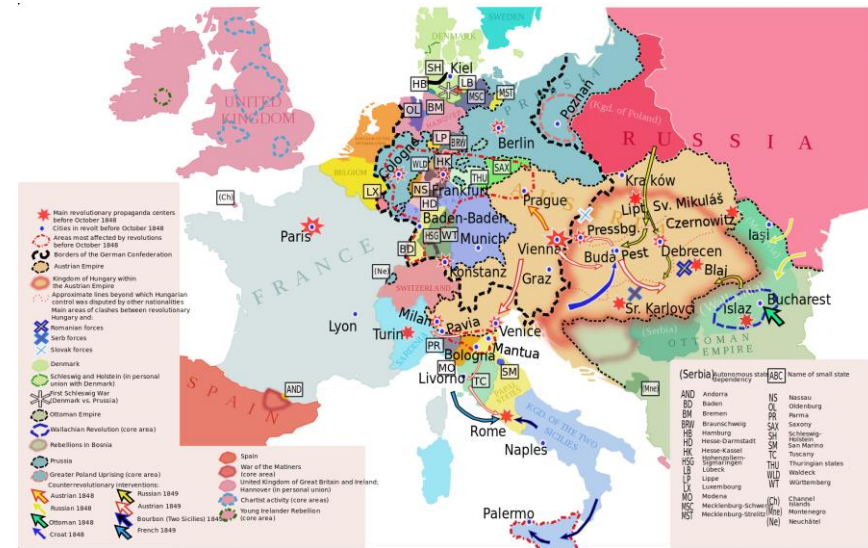 SWEDEN
DENMARK
SH
Kiel
HB
LB
MSC
MST
UNITED
KINGDOM
OL
BM
HANOVER
PRUSSIA
Poznan
(Kgd. of Poland)
RUSSIA
LP
BRW
Berlin
Cologne
WLD
HK
THU
SAX
BELGIUM
LX
NS
Frankfurt
HD
Prague
Kraków
(Ch)
Baden-Baden
Lipt. Sv. Mikuláš
Czernowitz
Paris
HSG
WT
Munich
BD
Vienna
Pressbg.
Iași
Debrecen
Buda
Pest
Blaj
FRANCE
(Ne)
Konstanz
Graz
SWITZERLAND
Sr. Karlovci
Bucharest
Islaz
Lyon
Milan
Pavia
Venice
Turin
SARDINIA
PR
Mantua
Bologna
(Serbia)
OTTOMAN
EMPIRE
MO
SM
Livorno
TC
PAPAL
STATES
(Mne)
AND
SPAIN
Rome
KGD. OF THE TWO
SICILIES
Naples
Palermo
Main revolutionary propaganda centers
before October 1848
Cities in revolt before October 1848
Areas most affected by revolutions
before October 1848
Borders of the German Confederation
Austrian Empire
Kingdom of Hungary within
the Austrian Empire
Approximate lines beyond which Hungarian
control was disputed by other nationalities
Main areas of clashes between revolutionary
Hungary and:
Romanian forces
Serb forces
Slovak forces
Denmark
Schleswig and Holstein (in personal
union with Denmark)
First Schleswig War
(Denmark vs. Prussia)
Ottoman Empire
Wallachian Revolution (core area)
Rebellions in Bosnia
Prussia
Greater Poland Uprising (core area)
Counterrevolutionary interventions:
Austrian 1848
Russian 1848
Ottoman 1848
Croat 1848
Russian 1849
Austrian 1849
Bourbon (Two Sicilies) 1849
French 1849
Spain
War of the Matiners
(core area)
United Kingdom of Great Britain and Ireland;
Hannover (in personal union)
Chartist activity (core areas)
Young Irelander Rebellion
(core area)
(Serbia) Autonomous state/
dependency
ABC Name of small state
AND Andorra
BD Baden
BM Bremen
BRW Braunschweig
HB Hamburg
HD Hesse-Darmstadt
HK Hesse-Kassel
HSG Hohenzollern-
Sigmaringen
LB Lübeck
LP Lippe
LX Luxembourg
MO Modena
MSC Mecklenburg-Schwer
MST Mecklenburg-Strelitz
NS Nassau
OL Oldenburg
PR Parma
SAX Saxony
SH Schleswig-
Holstein
SM San Marino
TC Tuscany
THU Thuringian states
WLD Waldeck
WT Württemberg
(Ch) Channel
Islands
(Mne) Montenegro
(Ne) Neuchâtel